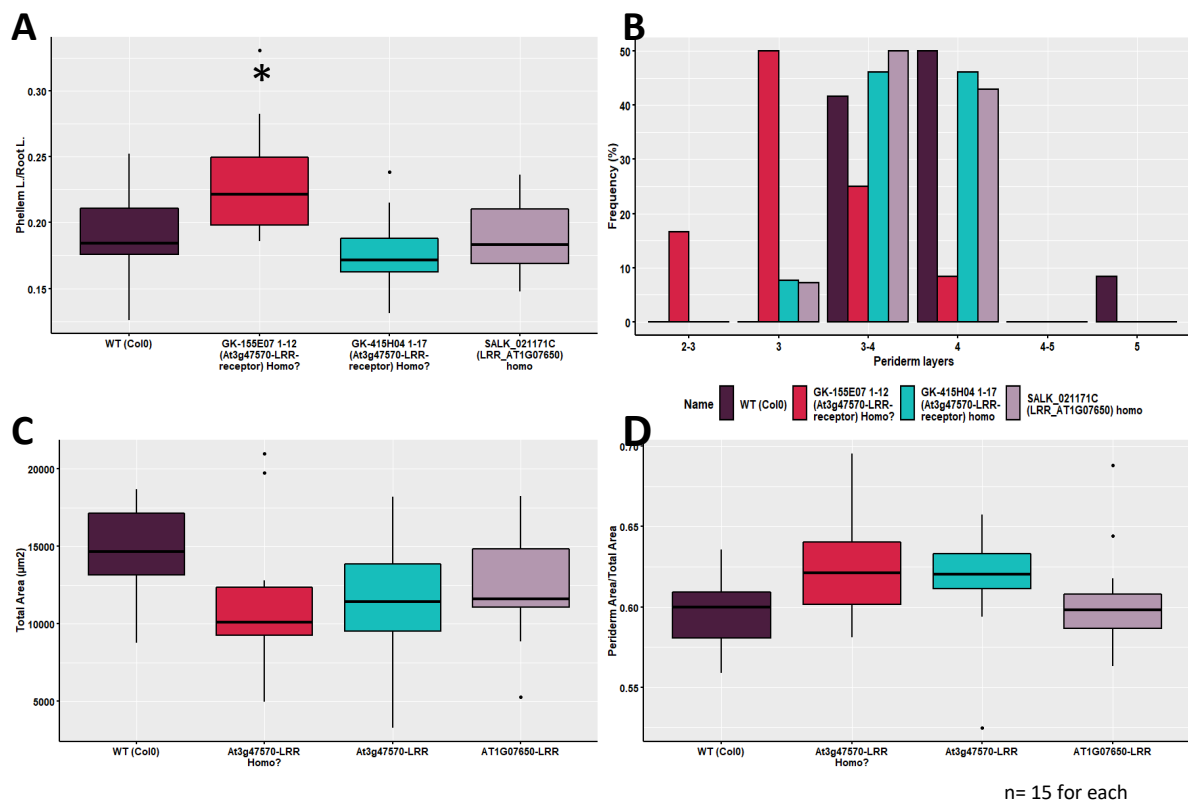 A
Phellem L./Root L.
0.30
0.25
0.20
0.15
*
WT (Col0)
GK-155E07 1-12
(At3g47570-LRR-
receptor) Homo?
GK-415H04 1-17
(At3g47570-LRR-
receptor) Homo?
SALK_021171C
(LRR_AT1G07650)
homo
B
Frequency (%)
50
40
30
20
10
0
2-3
3
3-4
4
4-5
5
Periderm layers
Name
WT (Col0)
GK-155E07 1-12
(At3g47570-LRR-
receptor) Homo?
GK-415H04 1-17
(At3g47570-LRR-
receptor) homo
SALK_021171C
(LRR_AT1G07650) homo
C
Total Area (µm2)
20000
15000
10000
5000
WT (Col0)
At3g47570-LRR
Homo?
At3g47570-LRR
AT1G07650-LRR
D
Periderm Area/Total Area
0.70
0.65
0.60
0.55
WT (Col0)
At3g47570-LRR
Homo?
At3g47570-LRR
AT1G07650-LRR
n= 15 for each